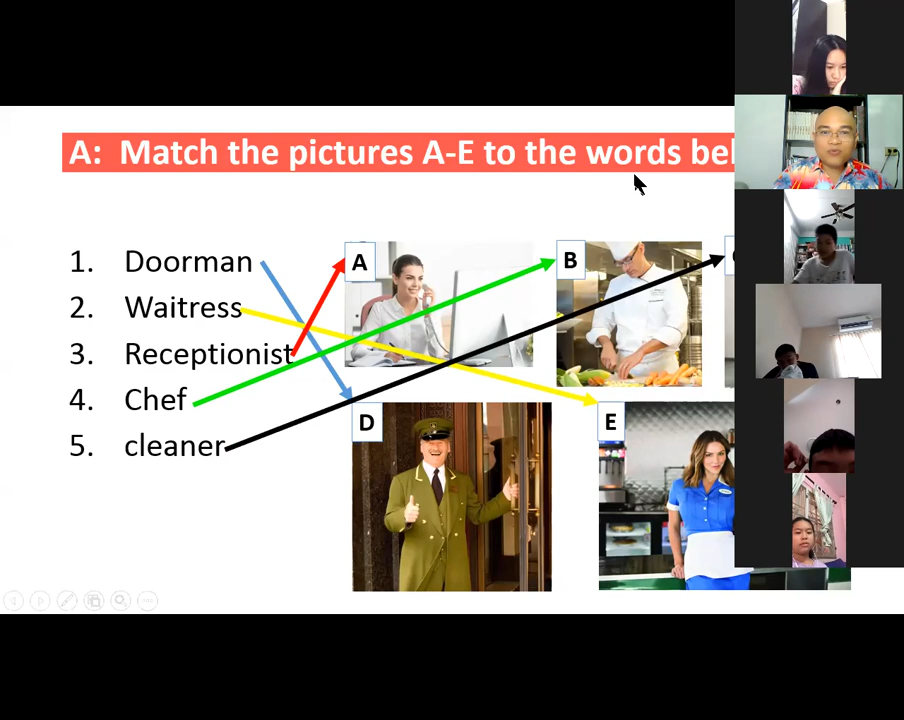 A: Match the pictures A-E to the words bel
1. Doorman
2. Waitress
3. Receptionist
4. Chef
5. cleaner
A
B
D
E